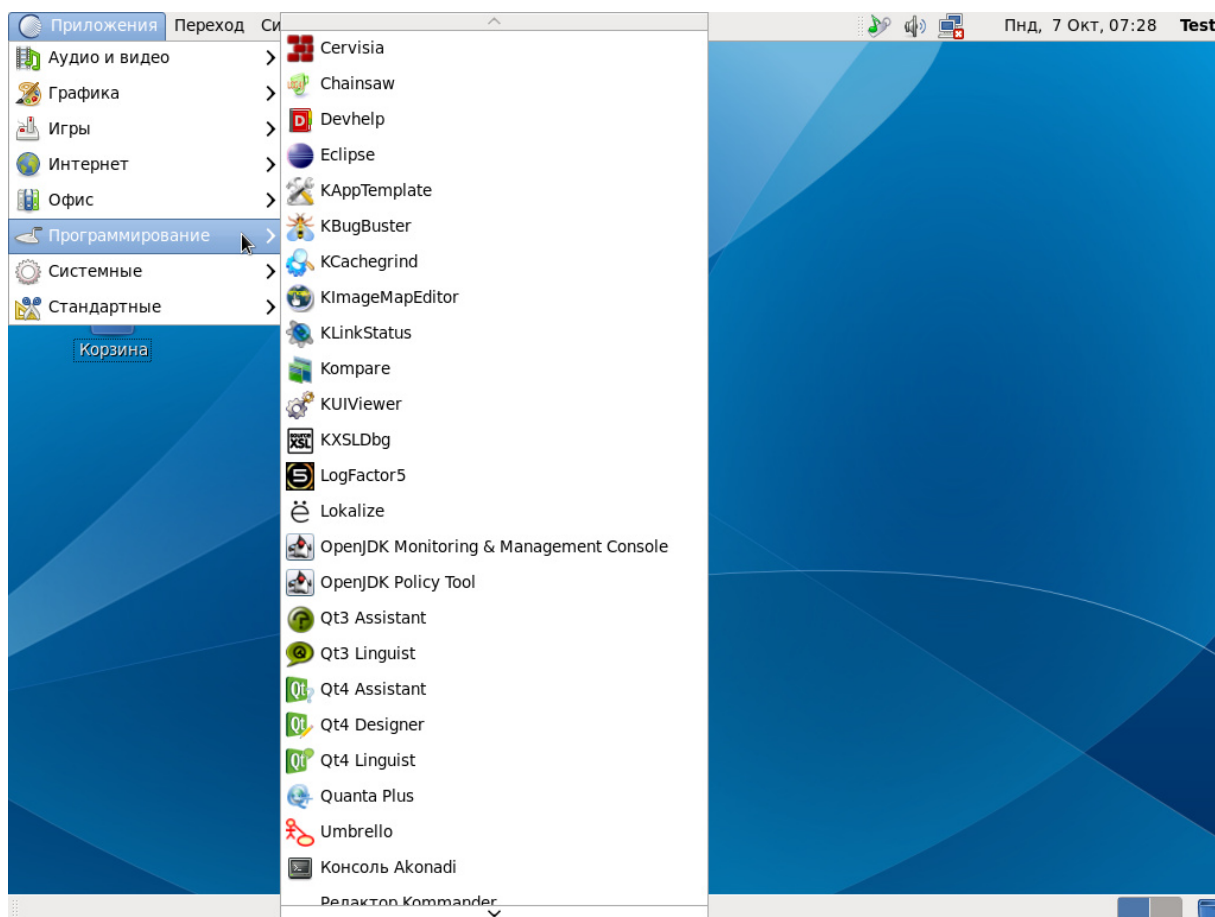 Приложения Переход Си
Пнд, 7 Окт, 07:28 Test
Аудио и видео
Графика
Игры
Интернет
Офис
Программирование
Системные
Стандартные
Корзина
Cervisia
Chainsaw
Devhelp
Eclipse
KAppTemplate
KBugBuster
KCachegrind
KImageMapEditor
KLinkStatus
Kompare
KUIViewer
KXSLDbg
LogFactor5
Lokalize
OpenJDK Monitoring & Management Console
OpenJDK Policy Tool
Qt3 Assistant
Qt3 Linguist
Qt4 Assistant
Qt4 Designer
Qt4 Linguist
Quanta Plus
Umbrello
Консоль Akonadi
Редактор Kommander